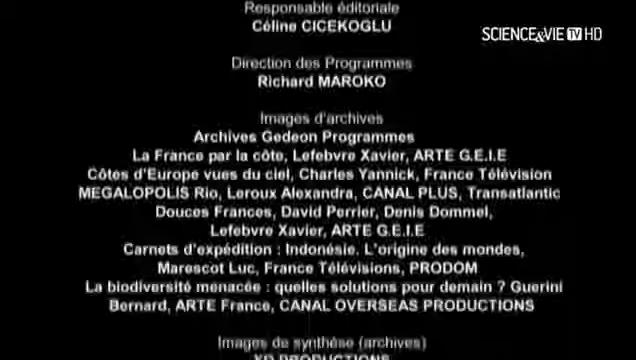 Responsable éditoriale
Céline CICEKOGLU
SCIENCE&VIE TV HD
Direction des Programmes
Richard MAROKO
Images d'archives
Archives Gedeon Programmes
La France par la côte, Lefebvre Xavier, ARTE G.E.I.E
Côtes d'Europe vues du ciel, Charles Yannick, France Télévision
MEGALOPOLIS Rio, Leroux Alexandra, CANAL PLUS, Transatlantic
Douces Frances, David Perrier, Denis Dommel,
Lefebvre Xavier, ARTE G.E.I.E
Carnets d'expédition : Indonésie. L'origine des mondes,
Marescot Luc, France Télévisions, PRODOM
La biodiversité menacée : quelles solutions pour demain ? Guerini
Bernard, ARTE France, CANAL OVERSEAS PRODUCTIONS
Images de synthèse (archives)
XD PRODUCTIONS